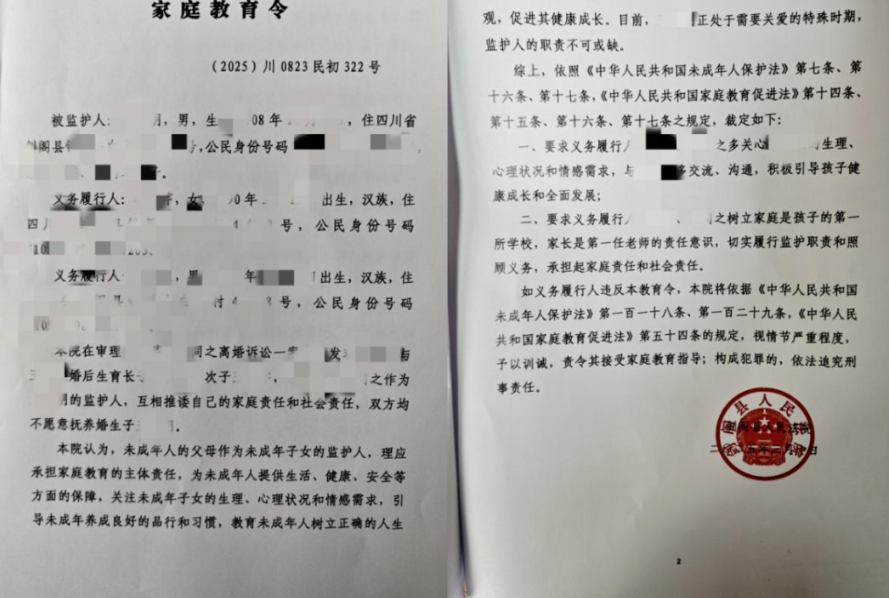 家庭教育令
（2025）川0823民初322号
被监护人： 月，男，生 08年 ，住四川省
阁县 号，公民身份号码 ，
义务履行人： ，女 0年 出生，汉族，住
四川 4 号，公民身份号码
义务履行人 ，男 年 出生，汉族，住
村4 3号，公民身份号码
本院在审理 同之离婚诉讼一案 发 与
婚后生育长 次子 ， 之作为
月的监护人，互相推诿自己的家庭责任和社会责任，双方均
不愿意抚养婚生子 。
本院认为，未成年人的父母作为未成年子女的监护人，理应
承担家庭教育的主体责任，为未成年人提供生活、健康、安全等
方面的保障，关注未成年子女的生理、心理状况和情感需求，引
导未成年养成良好的品行和习惯，教育未成年人树立正确的人生
观，促进其健康成长。目前， 正处于需要关爱的特殊时期，
监护人的职责不可或缺。
综上，依照《中华人民共和国未成年人保护法》第七条、第
十六条、第十七条，《中华人民共和国家庭教育促进法》第十四条、
第十五条、第十六条、第十七条之规定，裁定如下：
一、要求义务履行人 之多关心 生理、
心理状况和情感需求，与 多交流、沟通，积极引导孩子健
康成长和全面发展；
二、要求义务履行 之树立家庭是孩子的第一
所学校，家长是第一任老师的责任意识，切实履行监护职责和照
顾义务，承担起家庭责任和社会责任。
如义务履行人违反本教育令，本院将依据《中华人民共和国
未成年人保护法》第一百一十八条、第一百二十九条，《中华人民
共和国家庭教育促进法》第五十四条的规定，视情节严重程度，
予以训诫，责令其接受家庭教育指导；构成犯罪的，依法追究刑
事责任。
阁县人民
二 日
2